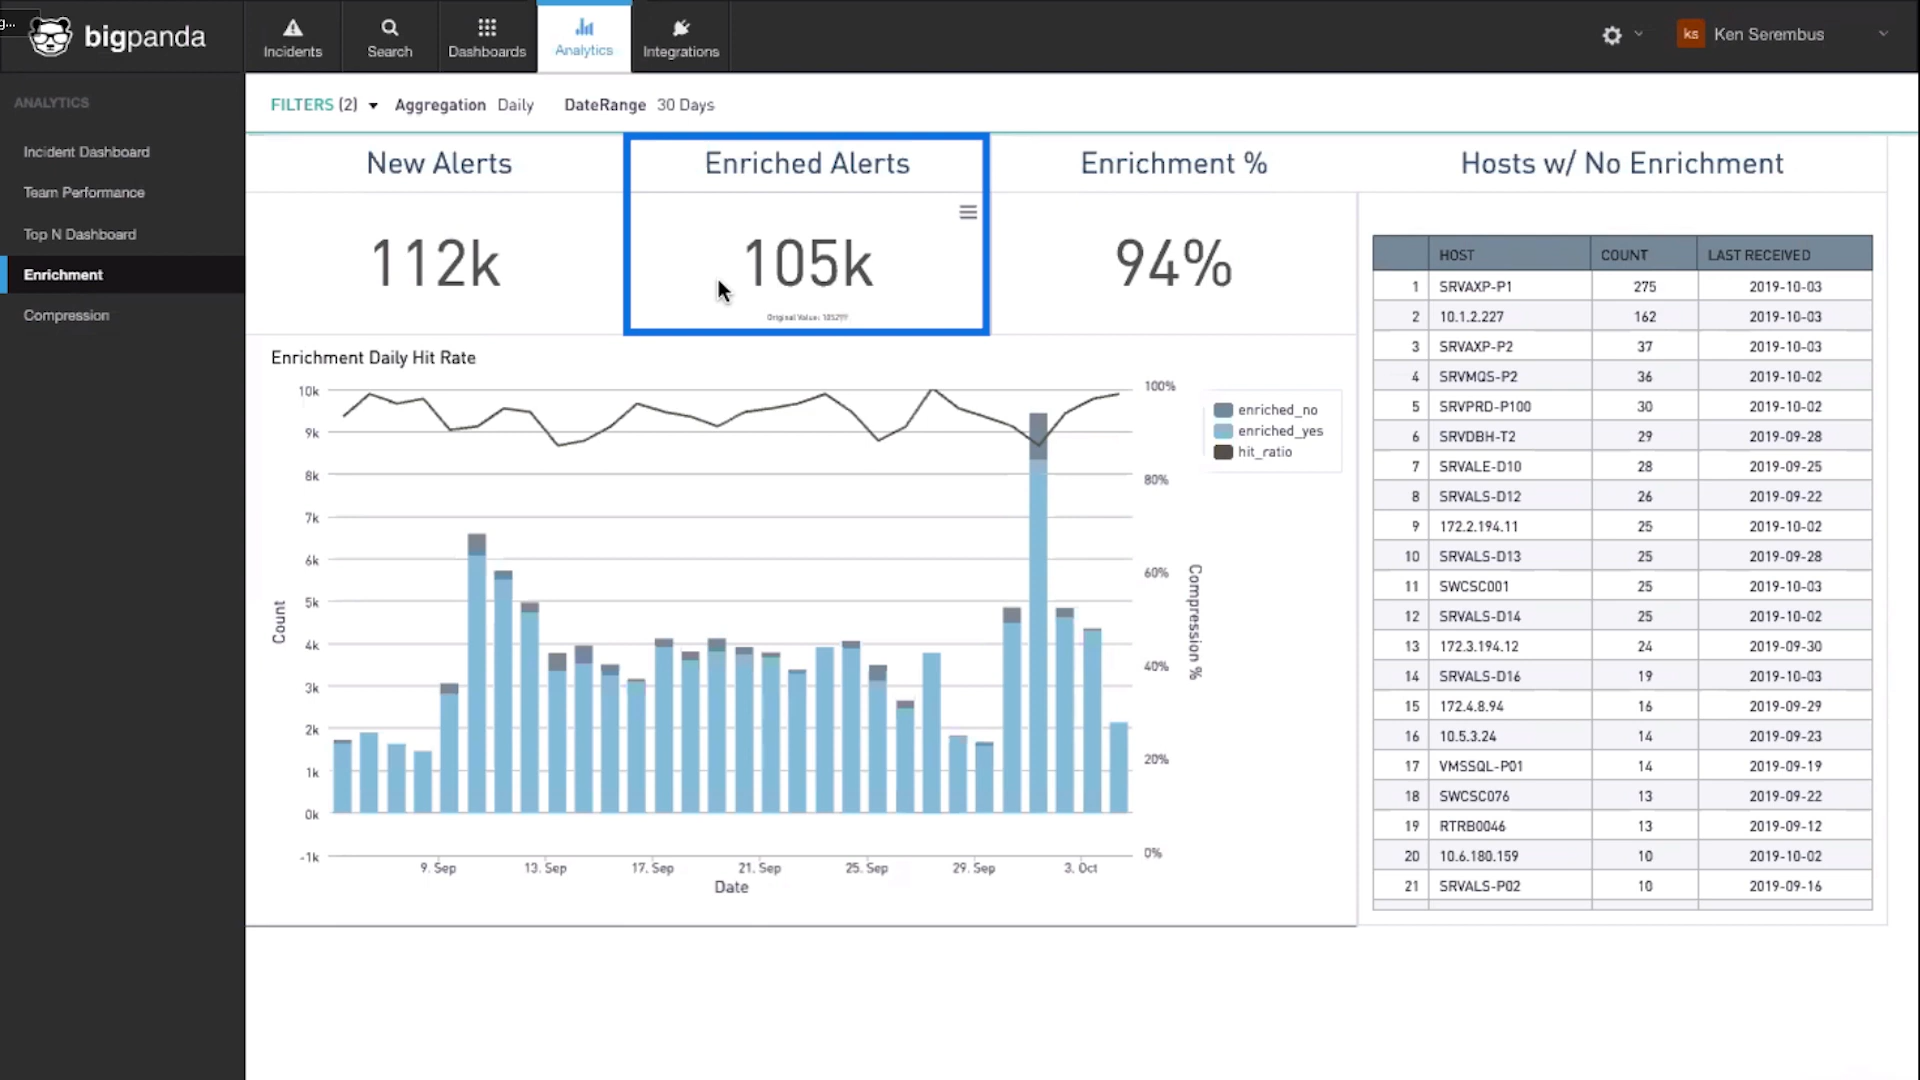 g...
bigpanda
Incidents
Search
Dashboards
Analytics
Integrations
ks
Ken Serembus
ANALYTICS
Incident Dashboard
Team Performance
Top N Dashboard
Enrichment
Compression
FILTERS (2) Aggregation Daily DateRange 30 Days
New Alerts
112k
Enriched Alerts
105k
Original Value:
Enrichment %
94%
Hosts w/ No Enrichment
HOST COUNT LAST RECEIVED
1 SRVAXP-P1 275 2019-10-03
2 10.1.2.227 162 2019-10-03
3 SRVAXP-P2 37 2019-10-03
4 SRVMQS-P2 36 2019-10-02
5 SRVPRD-P100 30 2019-10-02
6 SRVDBH-T2 29 2019-09-28
7 SRVALE-D10 28 2019-09-25
8 SRVALS-D12 26 2019-09-22
9 172.2.194.11 25 2019-10-02
10 SRVALS-D13 25 2019-09-28
11 SWCSC001 25 2019-10-03
12 SRVALS-D14 25 2019-10-02
13 172.3.194.12 24 2019-09-30
14 SRVALS-D16 19 2019-10-03
15 172.4.8.94 16 2019-09-29
16 10.5.3.24 14 2019-09-23
17 VMSSQL-P01 14 2019-09-19
18 SWCSC076 13 2019-09-22
19 RTRB0046 13 2019-09-12
20 10.6.180.159 10 2019-10-02
21 SRVALS-P02 10 2019-09-16
Enrichment Daily Hit Rate
10k
9k
8k
7k
6k
5k
4k
3k
2k
1k
0k
-1k
Count
100%
80%
60%
40%
20%
0%
Compression %
enriched_no
enriched_yes
hit_ratio
9. Sep 13. Sep 17. Sep 21. Sep 25. Sep 29. Sep 3. Oct
Date